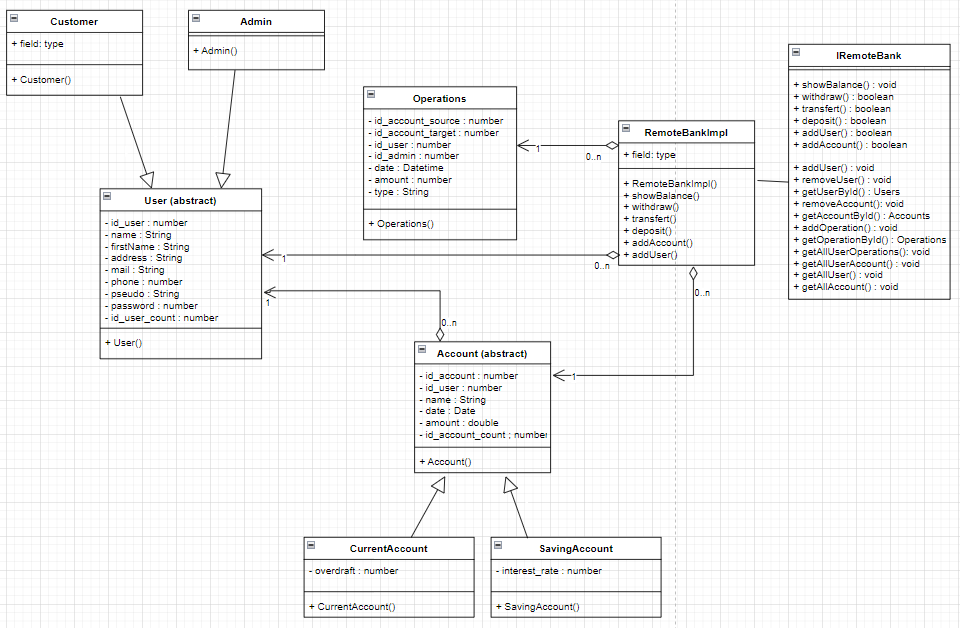 Customer
+ field: type
+ Customer()
Admin
+ Admin()
Operations
- id_account_source : number
- id_account_target : number
- id_user : number
- id_admin : number
- date : Datetime
- amount : number
- type : String
+ Operations()
RemoteBankImpl
+ field: type
+ RemoteBankImpl()
+ showBalance()
+ withdraw()
+ transfert()
+ deposit()
+ addAccount()
+ addUser()
IRemoteBank
+ showBalance() : void
+ withdraw() : boolean
+ transfert() : boolean
+ deposit() : boolean
+ addUser() : boolean
+ addAccount() : boolean
+ addUser() : void
+ removeUser() : void
+ getUserById() : Users
+ removeAccount(): void
+ getAccountById() : Accounts
+ addOperation() : void
+ getOperationById() : Operations
+ getAllUserOperations(): void
+ getAllUserAccount() : void
+ getAllUser() : void
+ getAllAccount() : void
1
0..n
User (abstract)
- id_user : number
- name : String
- firstName : String
- address : String
- mail : String
- phone : number
- pseudo : String
- password : number
- id_user_count : number
+ User()
1
0..n
1
0..n
0..n
1
Account (abstract)
- id_account : number
- id_user : number
- name : String
- date : Date
- amount : double
- id_account_count : number
+ Account()
CurrentAccount
- overdraft : number
+ CurrentAccount()
SavingAccount
- interest_rate : number
+ SavingAccount()